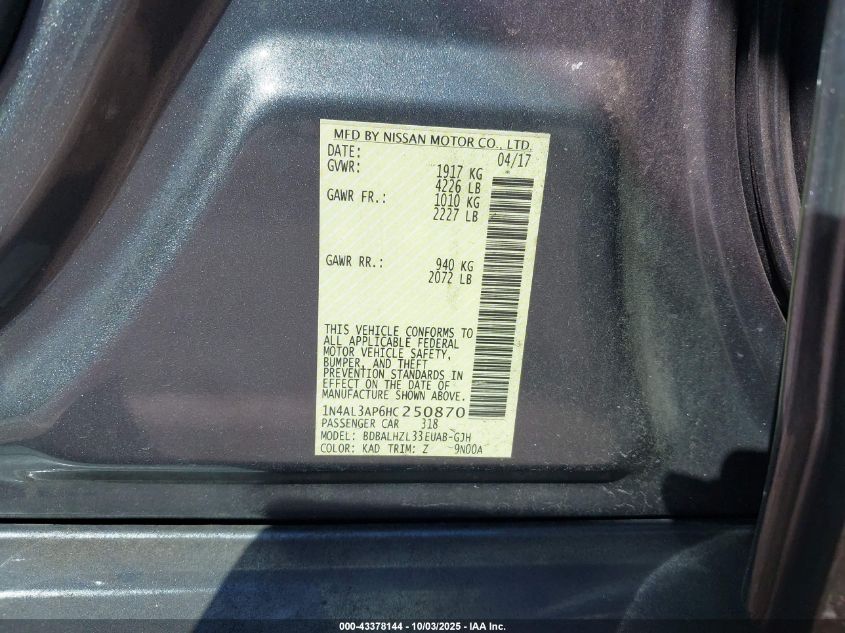 MFD BY NISSAN MOTOR CO., LTD.
DATE: 04/17
GVWR: 1917 KG
4226 LB
GAWR FR.: 1010 KG
2227 LB
GAWR RR.: 940 KG
2072 LB
THIS VEHICLE CONFORMS TO
ALL APPLICABLE FEDERAL
MOTOR VEHICLE SAFETY,
BUMPER, AND THEFT
PREVENTION STANDARDS IN
EFFECT ON THE DATE OF
MANUFACTURE SHOWN ABOVE.
1N4AL3AP6HC250870
PASSENGER CAR 318
MODEL: BDBALHZL33EUAB-GJH
COLOR: KAD TRIM: Z 9N00A
000-43378144 - 10/03/2025 - IAA Inc.